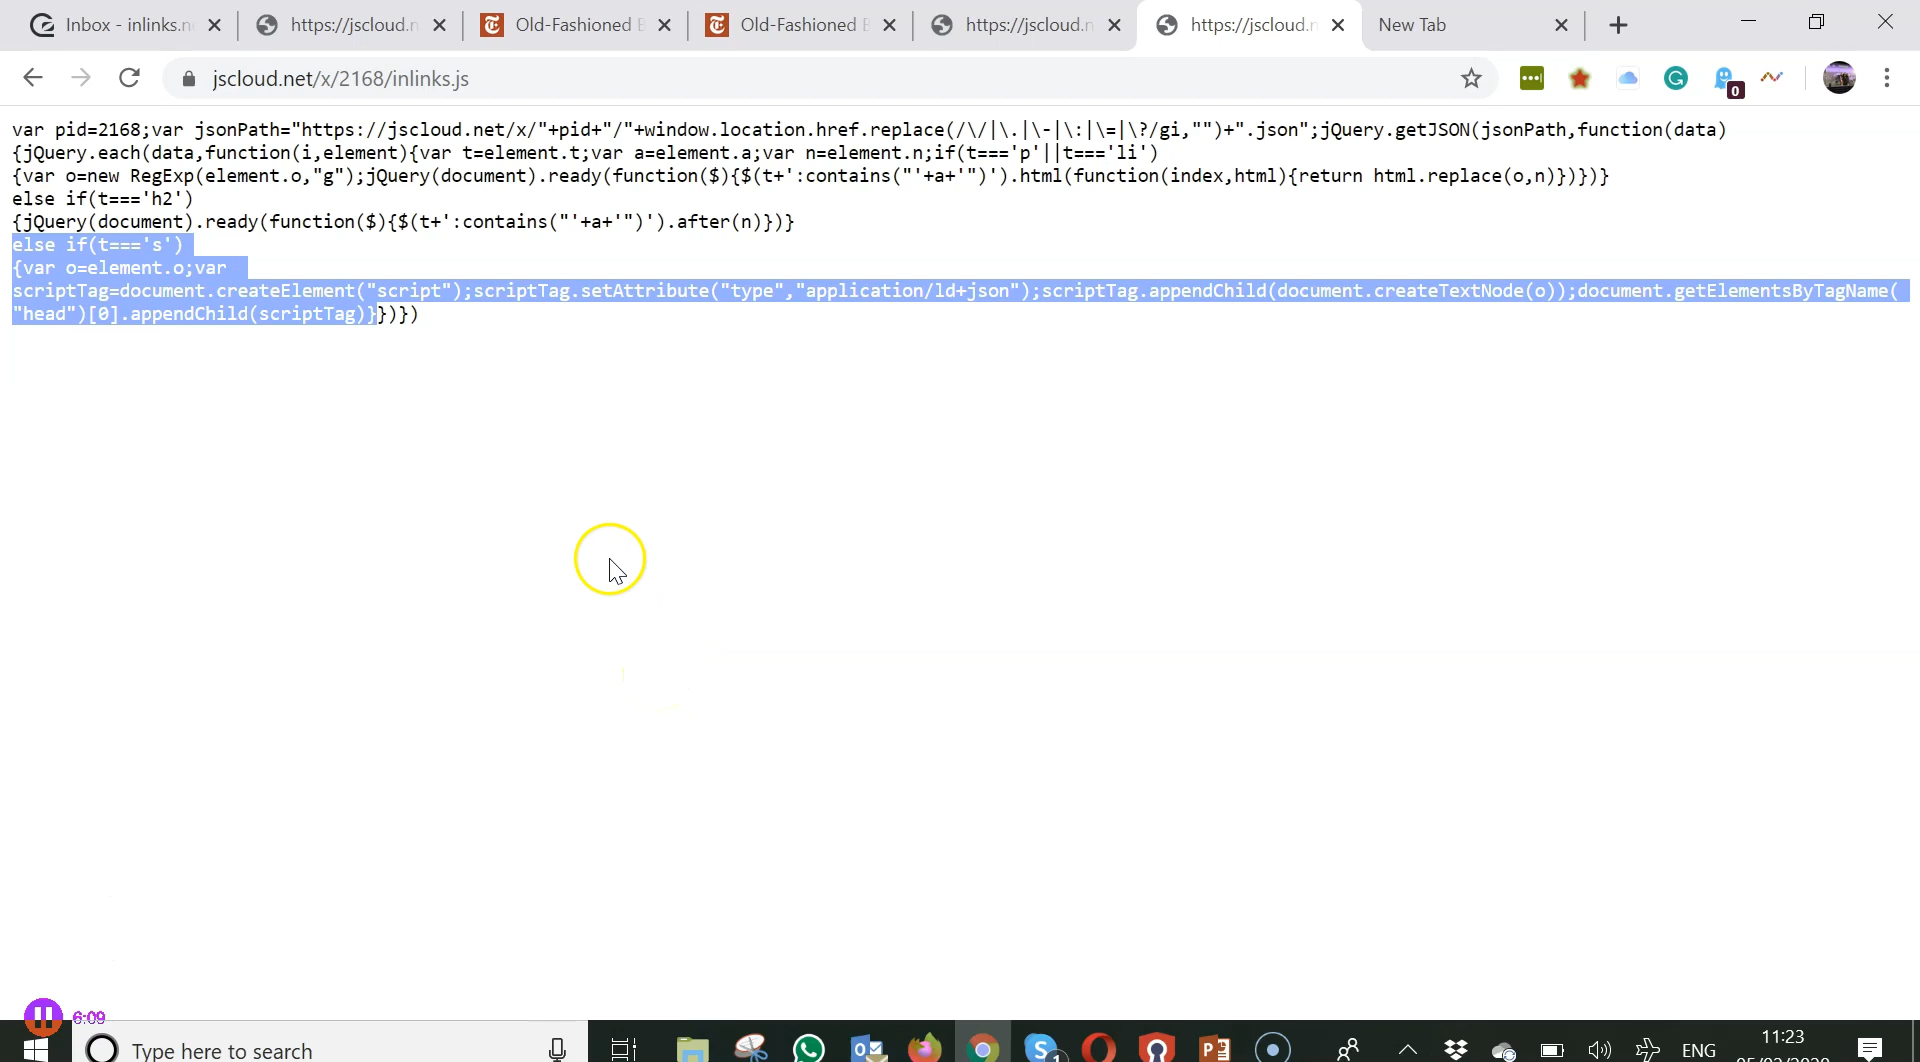 Inbox - inlinks.ne
https://jscloud.n
Old-Fashioned B
Old-Fashioned B
https://jscloud.n
https://jscloud.n
New Tab
jscloud.net/x/2168/inlinks.js
0
var pid=2168;var jsonPath="https://jscloud.net/x/"+pid+"/"+window.location.href.replace(/\/|\.|\-|\:|\=|\?/gi,"")+".json";jQuery.getJSON(jsonPath,function(data)
{jQuery.each(data,function(i,element){var t=element.t;var a=element.a;var n=element.n;if(t==='p'||t==='li')
{var o=new RegExp(element.o,"g");jQuery(document).ready(function($){$(t+':contains("'+a+'")').html(function(index,html){return html.replace(o,n)})})}
else if(t==='h2')
{jQuery(document).ready(function($){$(t+':contains("'+a+'")').after(n)})}
else if(t==='s')
{var o=element.o;var
scriptTag=document.createElement("script");scriptTag.setAttribute("type","application/ld+json");scriptTag.appendChild(document.createTextNode(o));document.getElementsByTagName(
"head")[0].appendChild(scriptTag)}})})
6:09
Type here to search
1
ENG
11:23